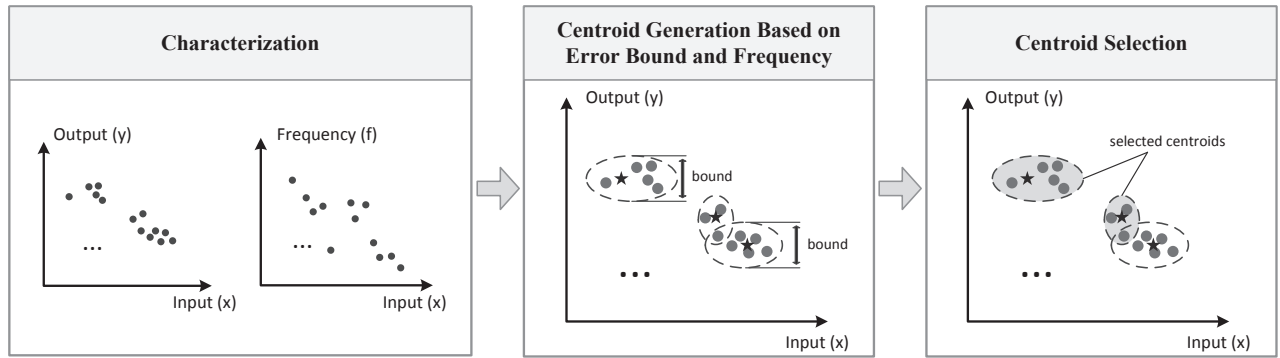 Characterization
Output (y)
...
Input (x)
Frequency (f)
...
Input (x)
Centroid Generation Based on
Error Bound and Frequency
Output (y)
bound
bound
...
Input (x)
Centroid Selection
Output (y)
selected centroids
...
Input (x)